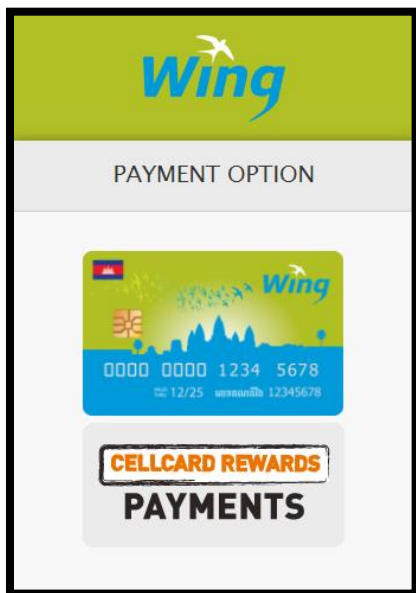 Wing
PAYMENT OPTION
Wing
0000 0000 1234 5678
12/25 12345678
CELLCARD REWARDS
PAYMENTS